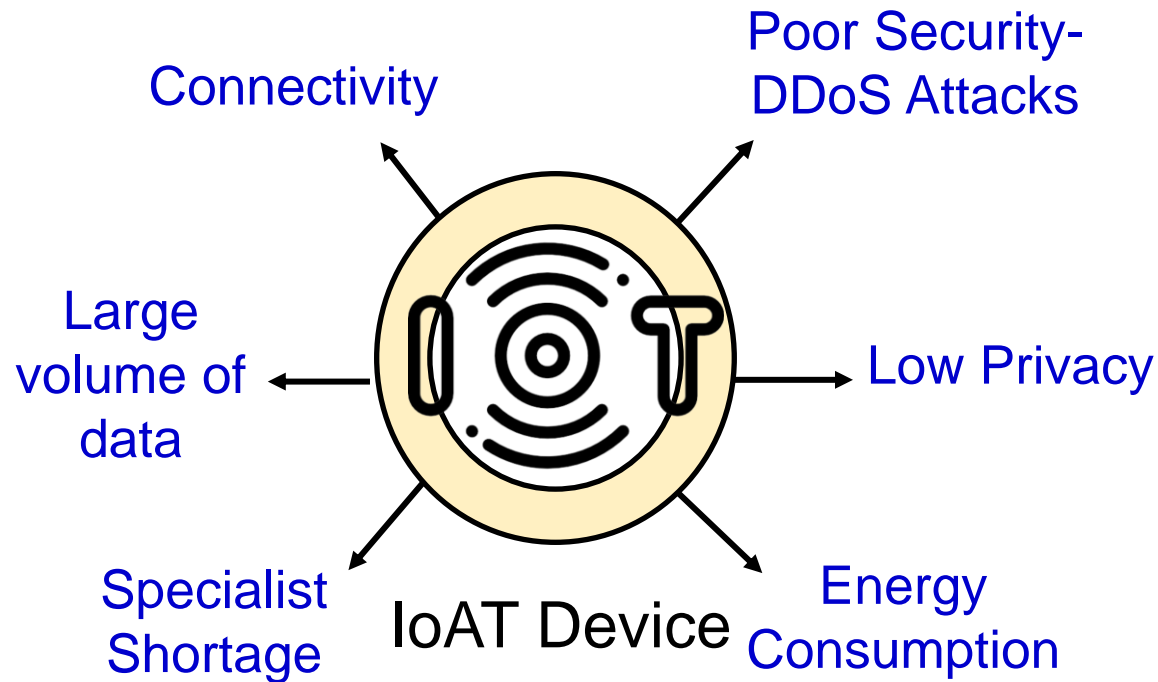 Connectivity
Poor Security-
DDoS Attacks
Large
volume of
data
IOT
Low Privacy
Specialist
Shortage
IoAT Device
Energy
Consumption